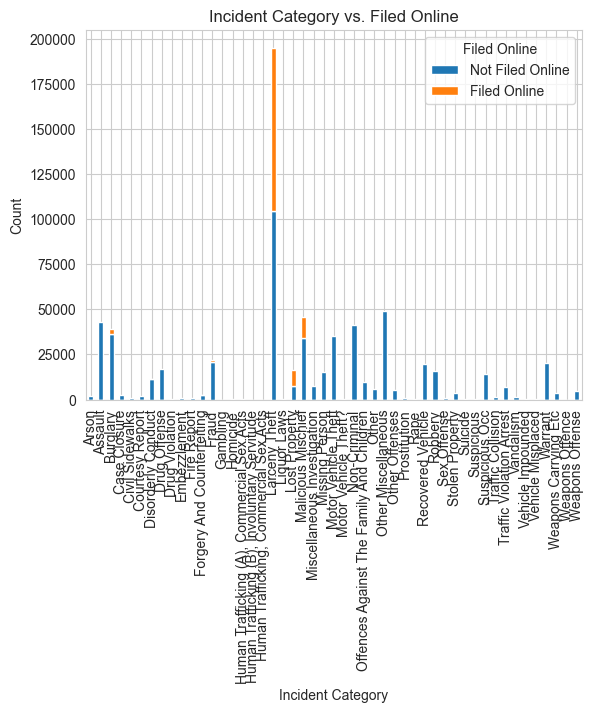 Incident Category vs. Filed Online
Filed Online
Not Filed Online
Filed Online
200000
175000
150000
125000
100000
75000
50000
25000
0
Count
Arson
Assault
Burglary
Case Closure
Civil Sidewalks
Courtesy Report
Disorderly Conduct
Drug Offense
Drug Violation
Embezzlement
Fire Report
Forgery And Counterfeiting
Fraud
Gambling
Homicide
Human Trafficking (A), Commercial Sex Acts
Human Trafficking (B), Involuntary Servitude
Human Trafficking, Commercial Sex Acts
Larceny Theft
Liquor Laws
Lost Property
Malicious Mischief
Miscellaneous Investigation
Missing Person
Motor Vehicle Theft
Motor Vehicle Theft?
Non-Criminal
Offences Against The Family And Children
Other
Other Miscellaneous
Other Offenses
Prostitution
Rape
Recovered Vehicle
Robbery
Sex Offense
Stolen Property
Suicide
Suspicious
Suspicious Occ
Traffic Collision
Traffic Violation Arrest
Vandalism
Vehicle Impounded
Vehicle Misplaced
Warrant
Weapons Carrying Etc
Weapons Offence
Weapons Offense
Incident Category